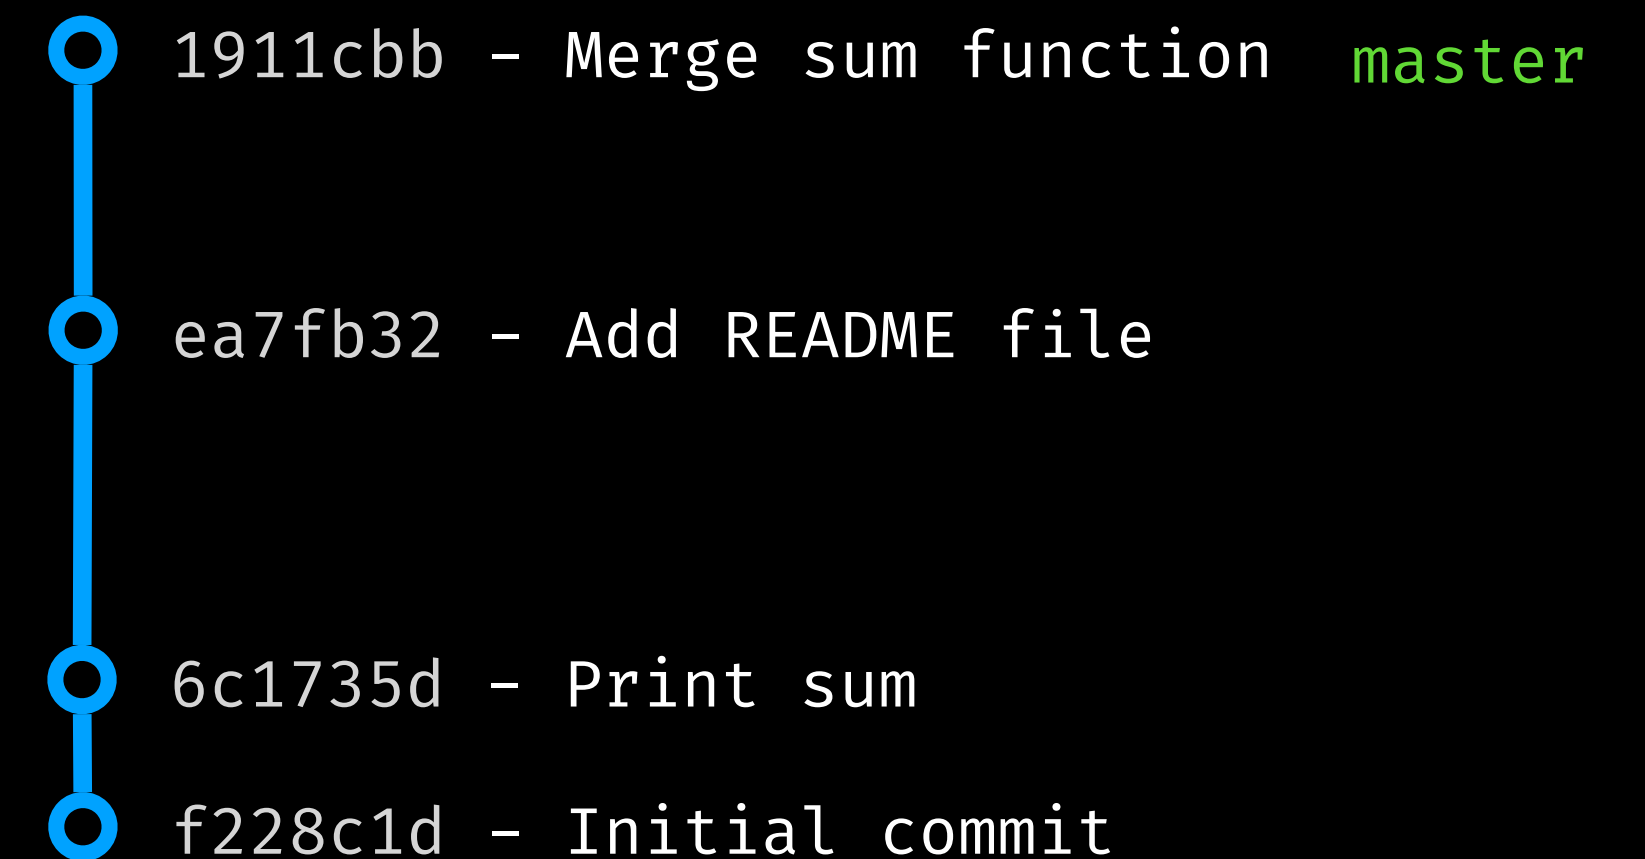 1911cbb – Merge sum function master
ea7fb32 – Add README file
6c1735d – Print sum
f228c1d – Initial commit